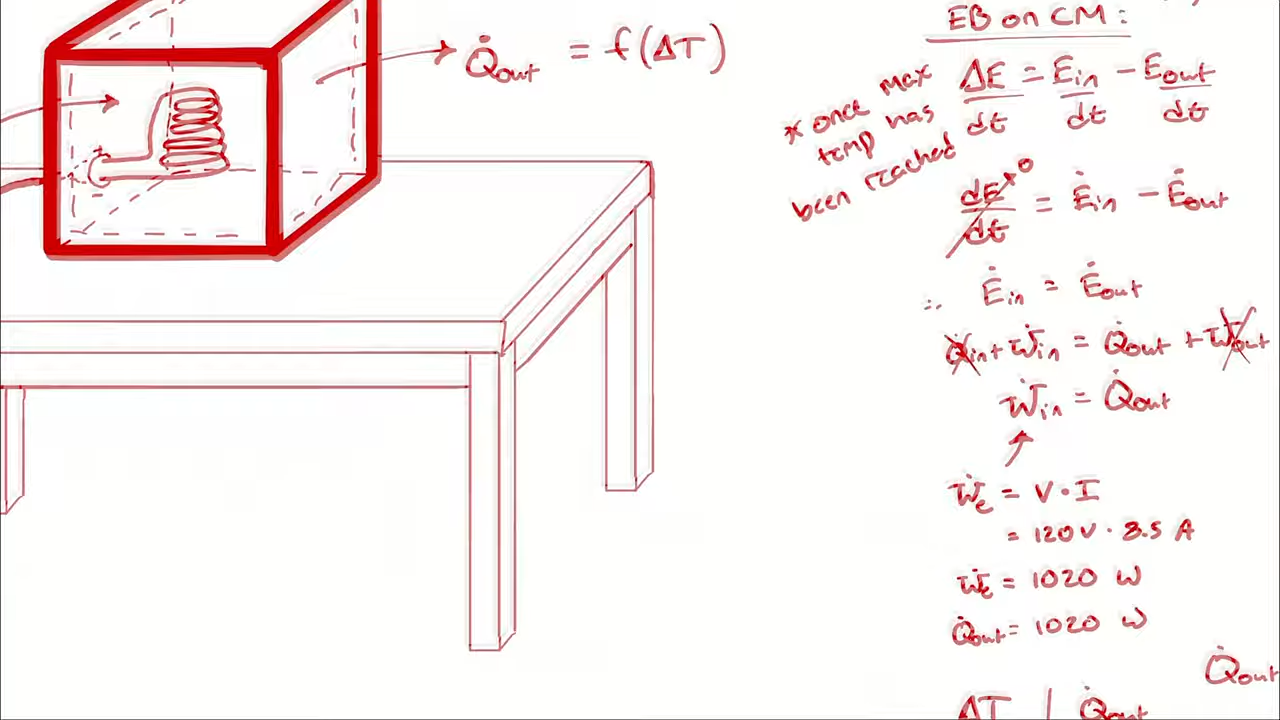 Q̇out = f(ΔT)
EB on CM:
* once max
temp has
been reached
ΔE/dt = Ein/dt - Eout/dt
dE/dt → 0 = Ėin - Ėout
∴ Ėin = Ėout
Q̇in + Ẇin = Q̇out + Ẇout
Ẇin = Q̇out
Ẇe = V · I
= 120V · 8.5 A
Ẇe = 1020 W
Q̇out = 1020 W
Q̇out
ΔT | Q̇out